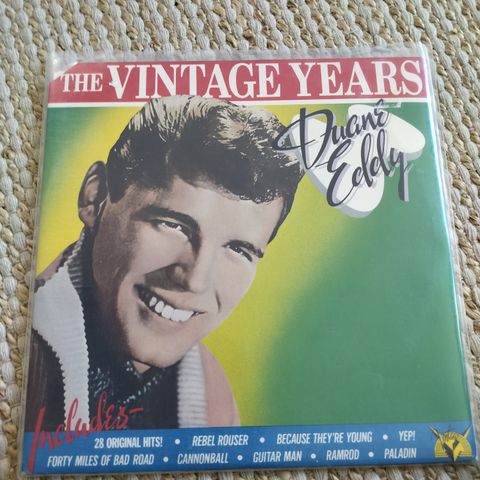 THE VINTAGE YEARS
Duane
Eddy
Includes
28 ORIGINAL HITS! • REBEL ROUSER • BECAUSE THEY'RE YOUNG • YEP!
FORTY MILES OF BAD ROAD • CANNONBALL • GUITAR MAN • RAMROD • PALADIN